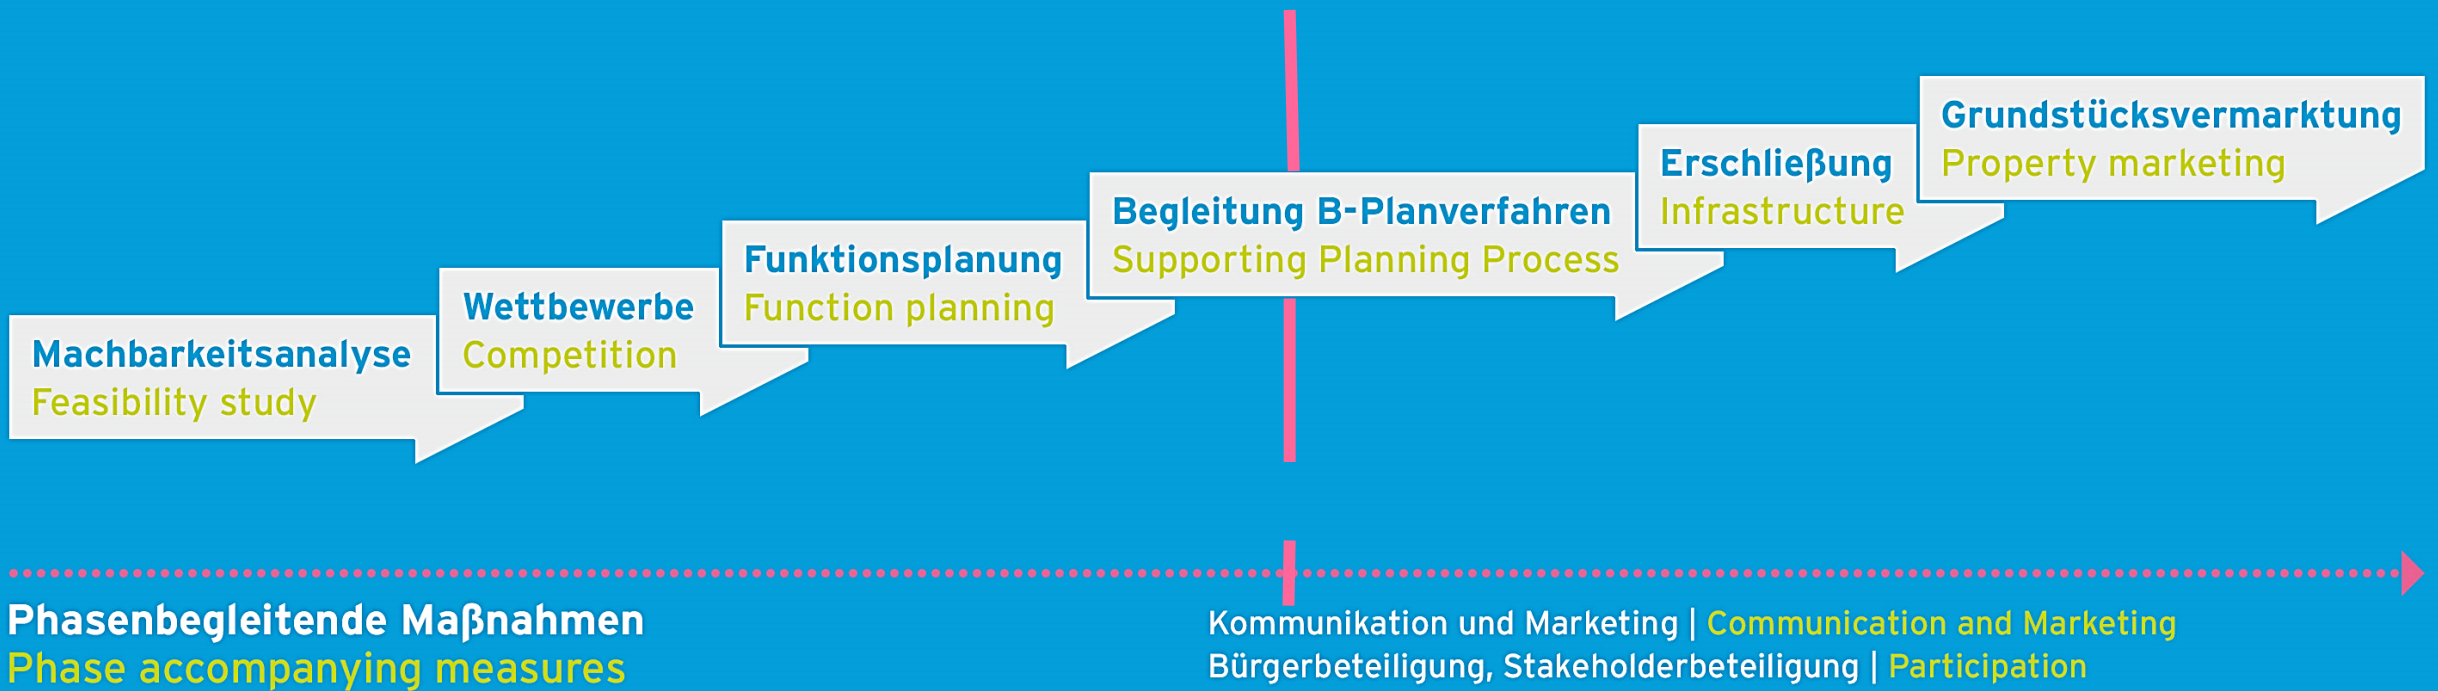 Machbarkeitsanalyse
Feasibility study
Wettbewerbe
Competition
Funktionsplanung
Function planning
Begleitung B-Planverfahren
Supporting Planning Process
Erschließung
Infrastructure
Grundstücksvermarktung
Property marketing
Phasenbegleitende Maßnahmen
Phase accompanying measures
Kommunikation und Marketing | Communication and Marketing
Bürgerbeteiligung, Stakeholderbeteiligung | Participation